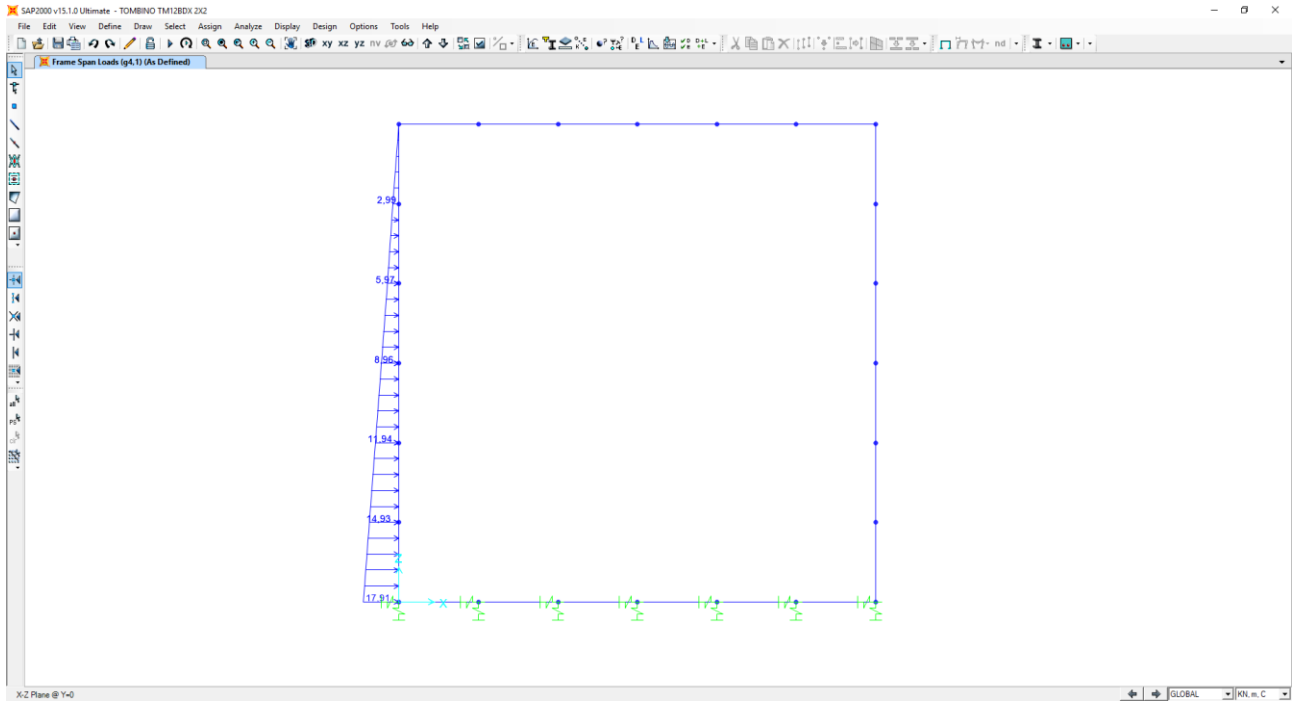 SAP2000 v15.1.0 Ultimate - TOMBINO TM12BDX 2X2
File Edit View Define Draw Select Assign Analyze Display Design Options Tools Help
xy xz yz nv nd
Frame Span Loads (g4,1) (As Defined)
2,99
5,97
8,96
11,94
14,93
17,91
Z
X
X-Z Plane @ Y=0
GLOBAL
KN, m, C